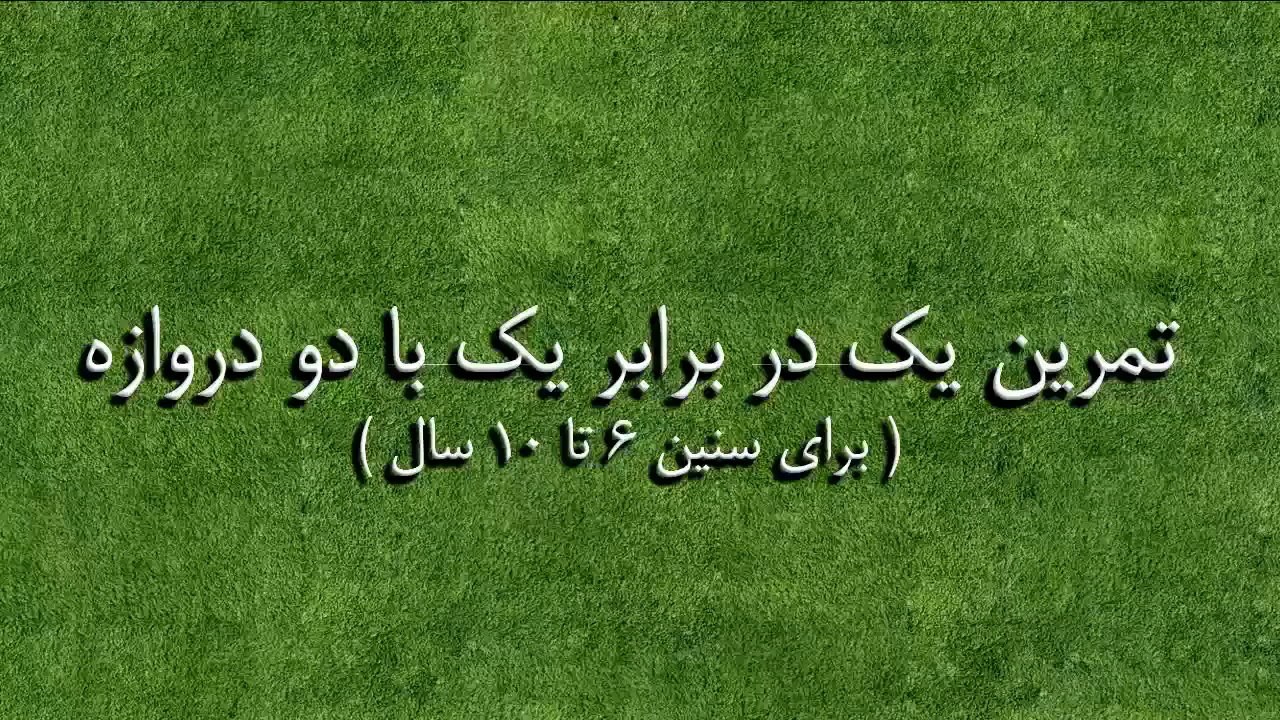 تمرین یک در برابر یک با دو دروازه
( برای سنین ۶ تا ۱۰ سال )